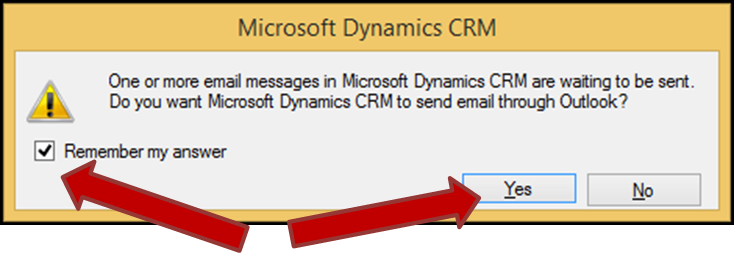 Microsoft Dynamics CRM
One or more email messages in Microsoft Dynamics CRM are waiting to be sent.
Do you want Microsoft Dynamics CRM to send email through Outlook?
Remember my answer
Yes No